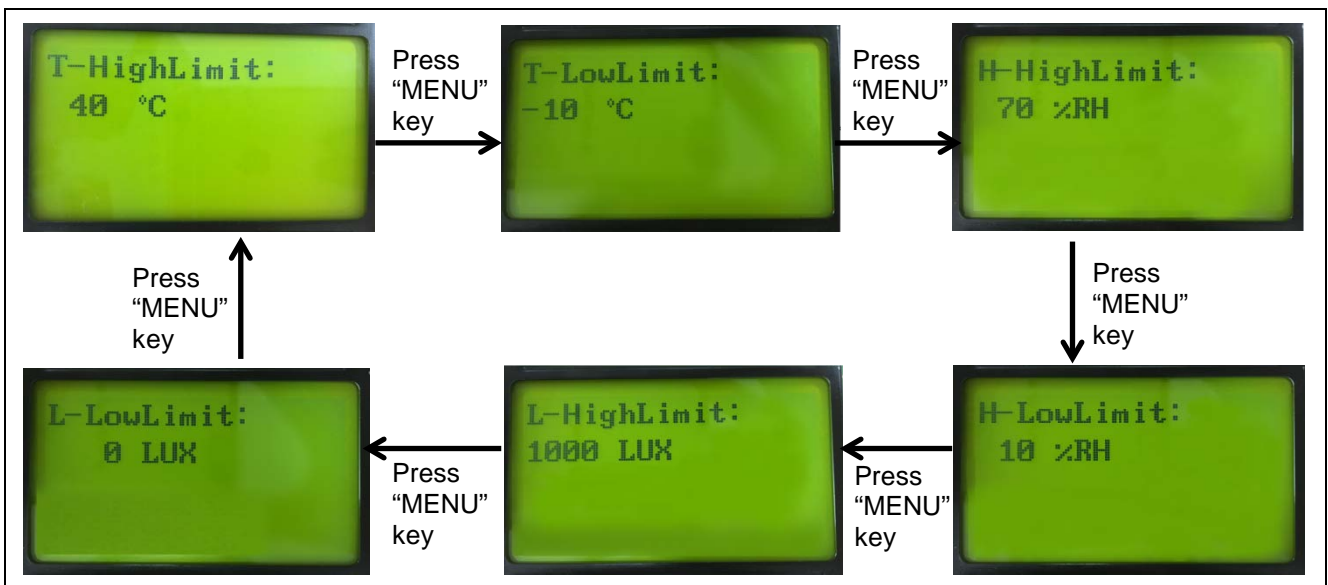 T-HighLimit:
40 °C
Press
“MENU”
key
T-LowLimit:
-10 °C
Press
“MENU”
key
H-HighLimit:
70 %RH
Press
“MENU”
key
H-LowLimit:
10 %RH
Press
“MENU”
key
L-HighLimit:
1000 LUX
Press
“MENU”
key
L-LowLimit:
0 LUX
Press
“MENU”
key